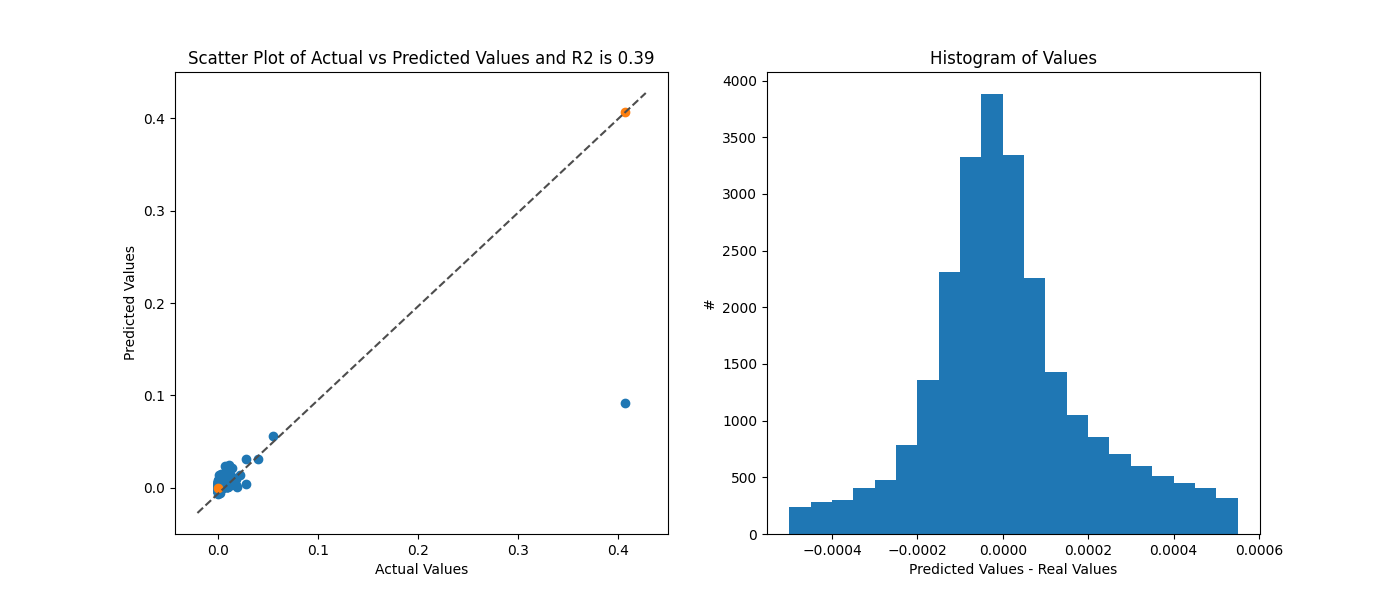 Scatter Plot of Actual vs Predicted Values and R2 is 0.39
0.4
0.3
0.2
0.1
0.0
Predicted Values
0.0 0.1 0.2 0.3 0.4
Actual Values
Histogram of Values
4000
3500
3000
2500
2000
1500
1000
500
0
#
−0.0004 −0.0002 0.0000 0.0002 0.0004 0.0006
Predicted Values - Real Values